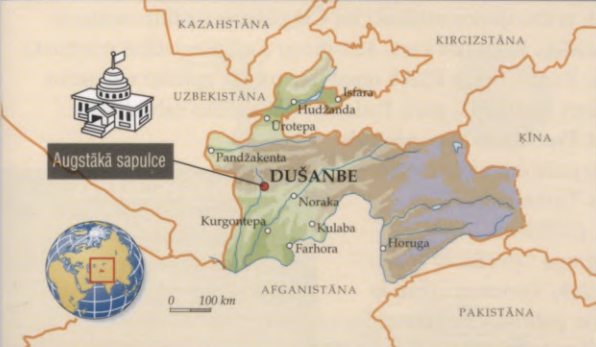 KAZAHSTĀNA
KIRGIZSTĀNA
UZBEKISTĀNA
Isfara
Hudžanda
Ūrotepa
ĶĪNA
Pandžakenta
Augstākā sapulce
DUŠANBE
Noraka
Kurgontepa
Kulaba
Farhora
Horuga
AFGANISTĀNA
0 100 km
PAKISTĀNA